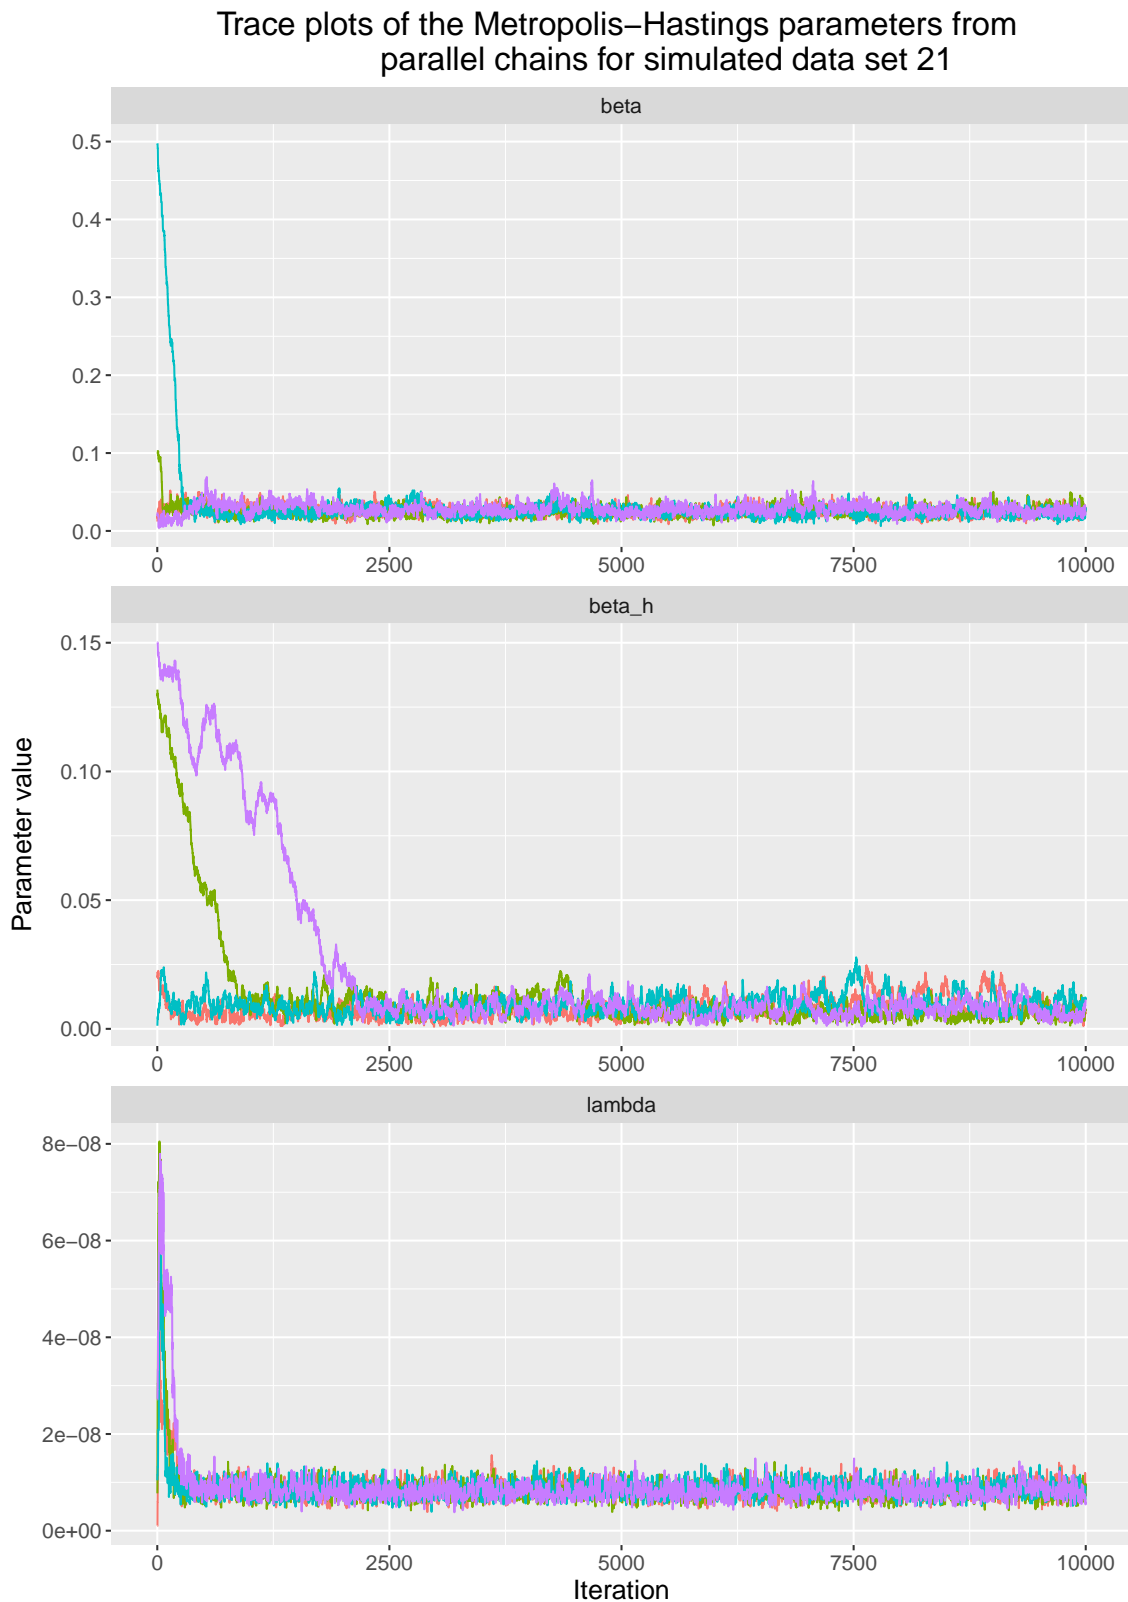 Trace plots of the Metropolis−Hastings parameters from
parallel chains for simulated data set 21
beta
0.5
0.4
0.3
0.2
0.1
0.0
0 2500 5000 7500 10000
beta_h
0.15
0.10
0.05
0.00
0 2500 5000 7500 10000
Parameter value
lambda
8e−08
6e−08
4e−08
2e−08
0e+00
0 2500 5000 7500 10000
Iteration